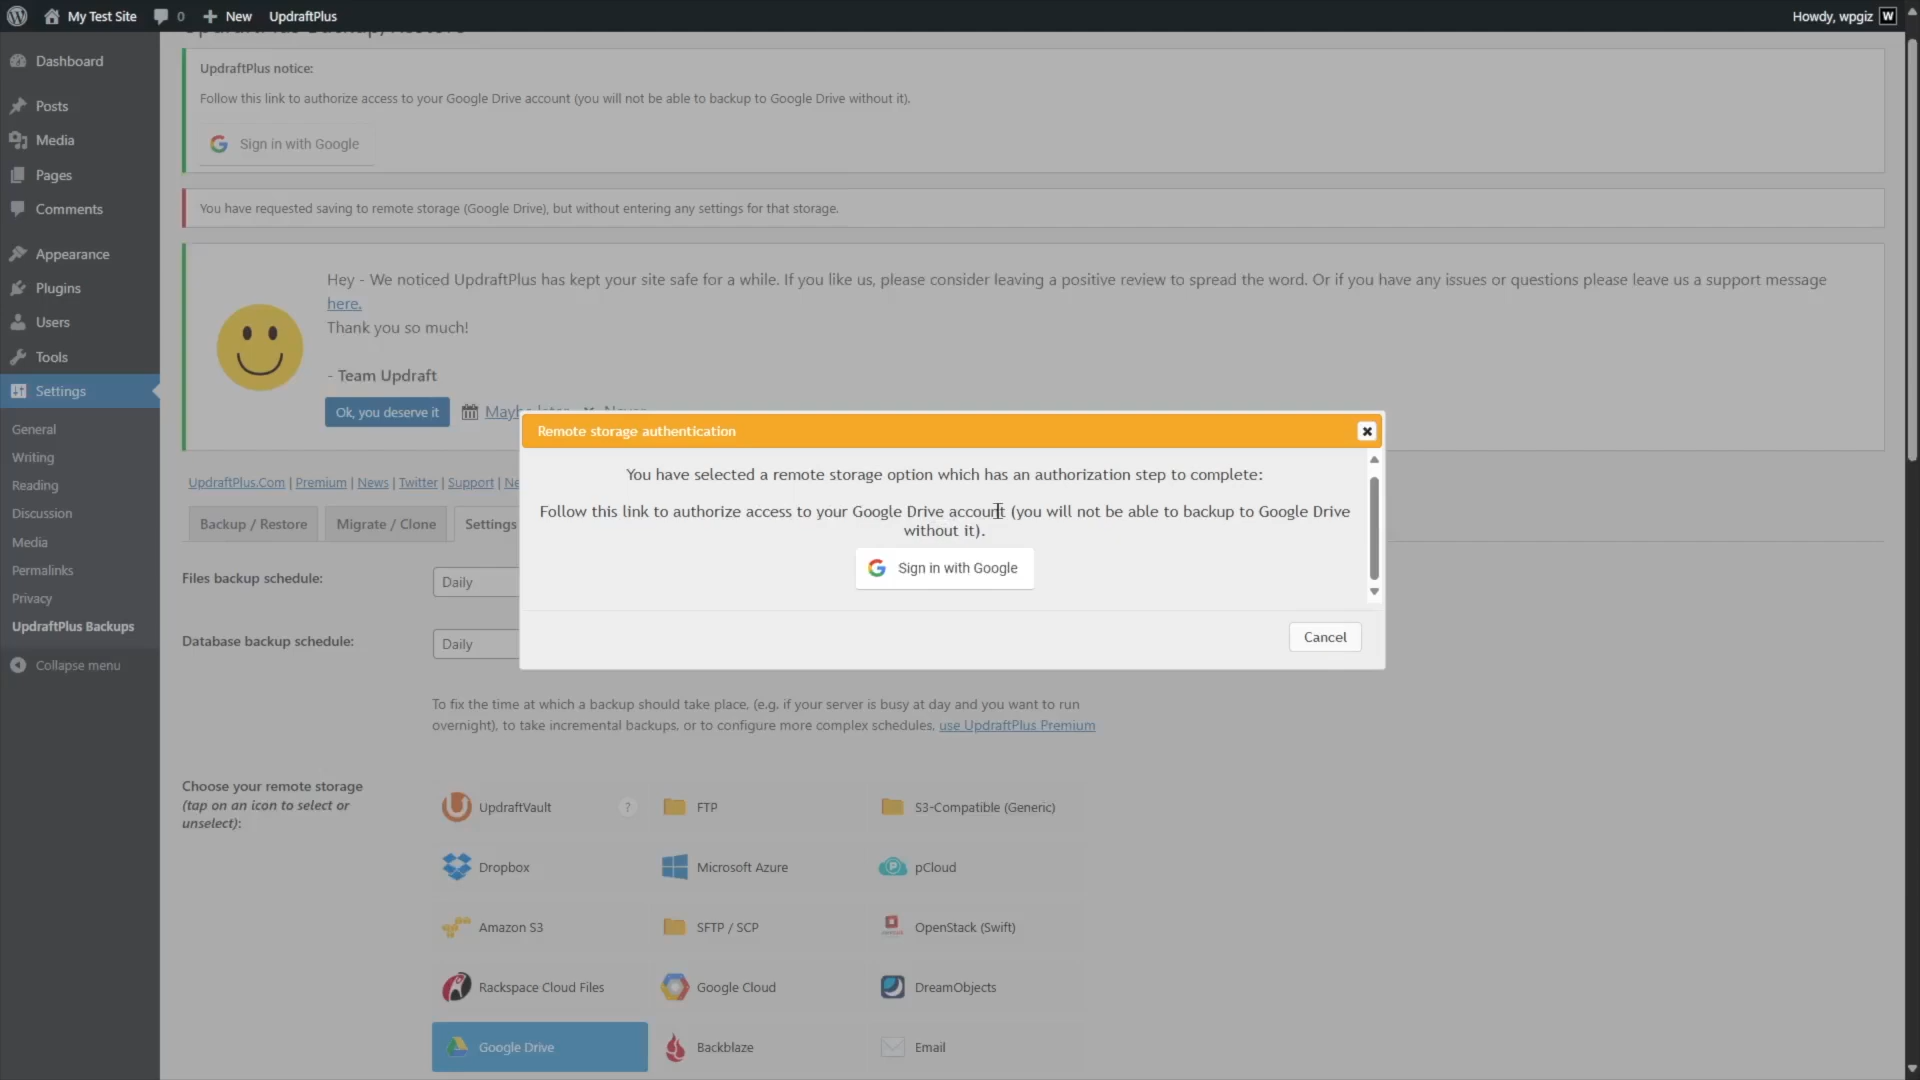 My Test Site
0
New
UpdraftPlus
Howdy, wpgiz
Dashboard
Posts
Media
Pages
Comments
Appearance
Plugins
Users
Tools
Settings
General
Writing
Reading
Discussion
Media
Permalinks
Privacy
UpdraftPlus Backups
Collapse menu
UpdraftPlus Backup/Restore
UpdraftPlus notice:
Follow this link to authorize access to your Google Drive account (you will not be able to backup to Google Drive without it).
Sign in with Google
You have requested saving to remote storage (Google Drive), but without entering any settings for that storage.
Hey - We noticed UpdraftPlus has kept your site safe for a while. If you like us, please consider leaving a positive review to spread the word. Or if you have any issues or questions please leave us a support message
here.
Thank you so much!
- Team Updraft
Ok, you deserve it
Maybe later
Never
UpdraftPlus.Com | Premium | News | Twitter | Support | Ne
Backup / Restore
Migrate / Clone
Settings
Remote storage authentication
You have selected a remote storage option which has an authorization step to complete:
Follow this link to authorize access to your Google Drive account (you will not be able to backup to Google Drive
without it).
Sign in with Google
Cancel
Files backup schedule:
Daily
Database backup schedule:
Daily
To fix the time at which a backup should take place, (e.g. if your server is busy at day and you want to run
overnight), to take incremental backups, or to configure more complex schedules, use UpdraftPlus Premium
Choose your remote storage
(tap on an icon to select or
unselect):
UpdraftVault
?
FTP
S3-Compatible (Generic)
Dropbox
Microsoft Azure
pCloud
Amazon S3
SFTP / SCP
OpenStack (Swift)
Rackspace Cloud Files
Google Cloud
DreamObjects
Google Drive
Backblaze
Email